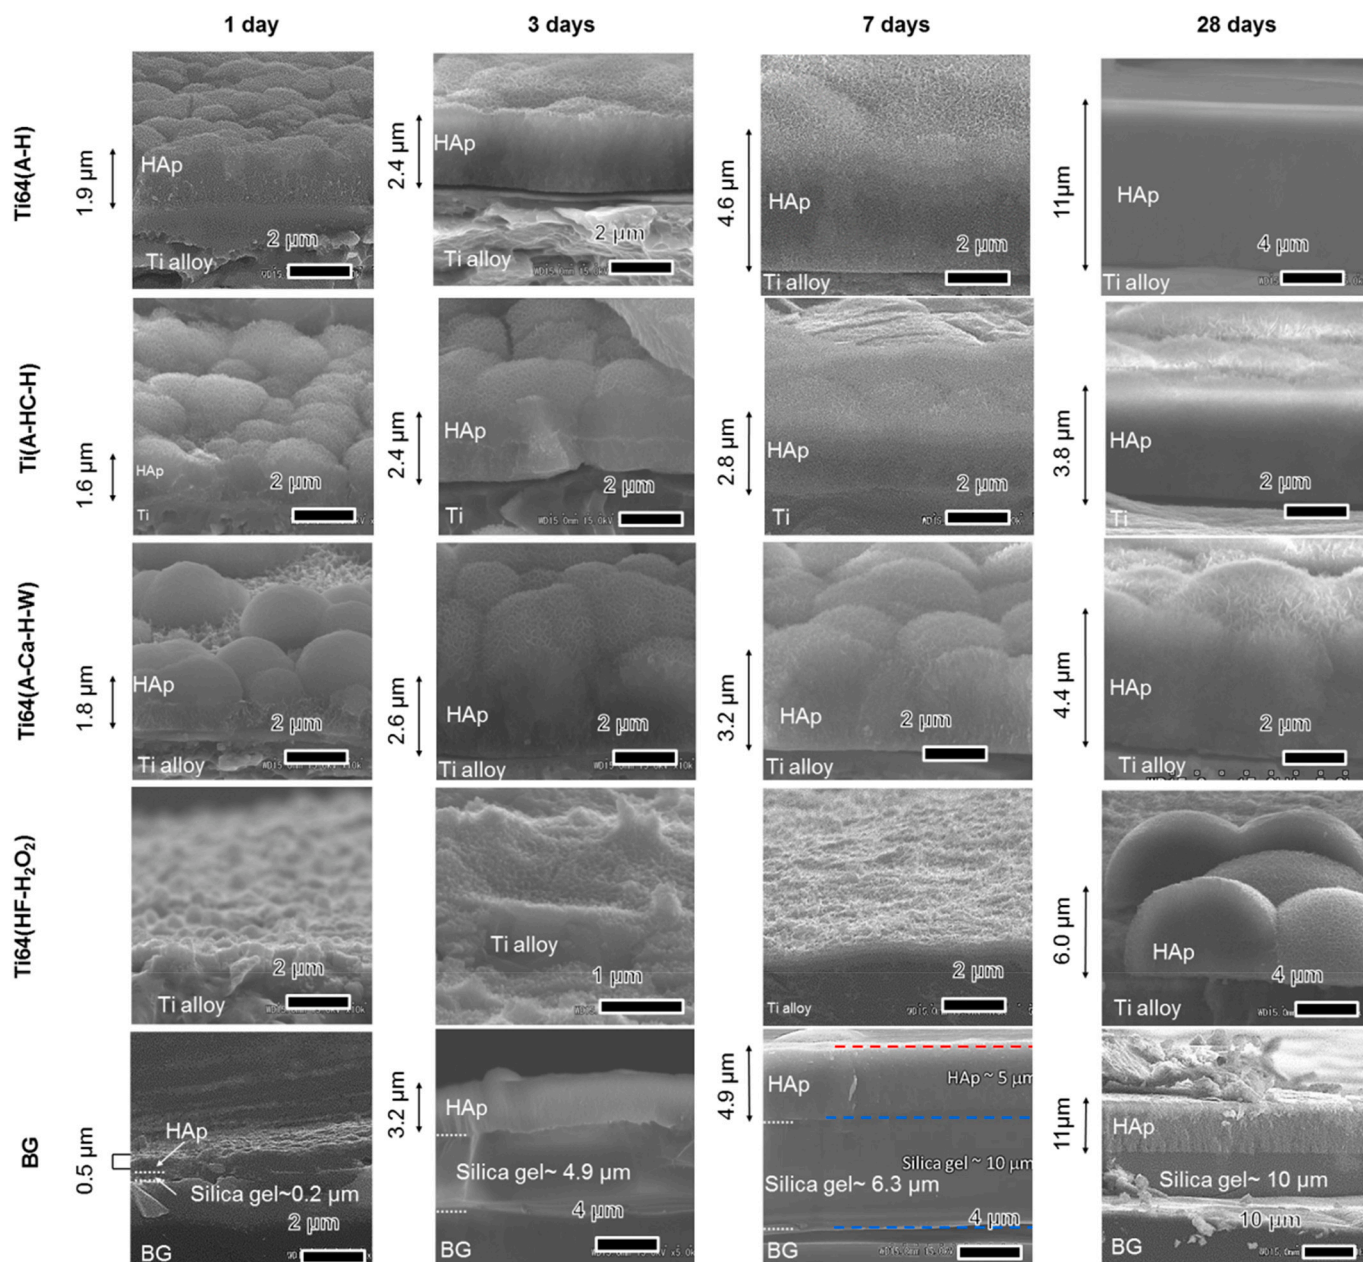 1 day 3 days 7 days 28 days
Ti64(A-H)
1.9 µm
HAp
2 µm
Ti alloy
2.4 µm
HAp
2 µm
Ti alloy
4.6 µm
HAp
2 µm
Ti alloy
11µm
HAp
4 µm
Ti alloy
Ti(A-HC-H)
1.6 µm
HAp
2 µm
Ti
2.4 µm
HAp
2 µm
Ti
2.8 µm
HAp
2 µm
Ti
3.8 µm
HAp
2 µm
Ti
Ti64(A-Ca-H-W)
1.8 µm
HAp
2 µm
Ti alloy
2.6 µm
HAp
2 µm
Ti alloy
3.2 µm
HAp
2 µm
Ti alloy
4.4 µm
HAp
2 µm
Ti alloy
Ti64(HF-H₂O₂)
2 µm
Ti alloy
Ti alloy
1 µm
2 µm
Ti alloy
6.0 µm
HAp
4 µm
Ti alloy
BG
0.5 µm
HAp
Silica gel~0.2 µm
2 µm
BG
3.2 µm
HAp
Silica gel~ 4.9 µm
4 µm
BG
4.9 µm
HAp
HAp ~ 5 µm
Silica gel ~ 10 µm
Silica gel~ 6.3 µm
4 µm
BG
11µm
HAp
Silica gel~ 10 µm
10 µm
BG